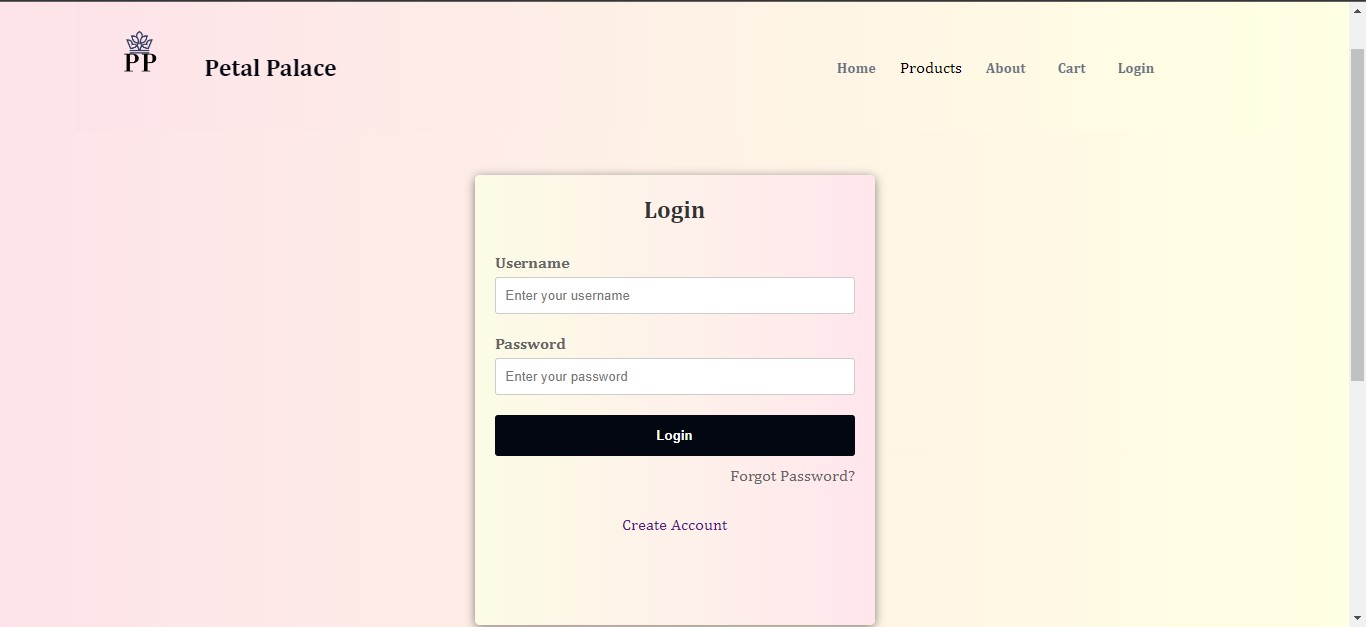 PP
Petal Palace
Home Products About Cart Login
Login
Username
Enter your username
Password
Enter your password
Login
Forgot Password?
Create Account